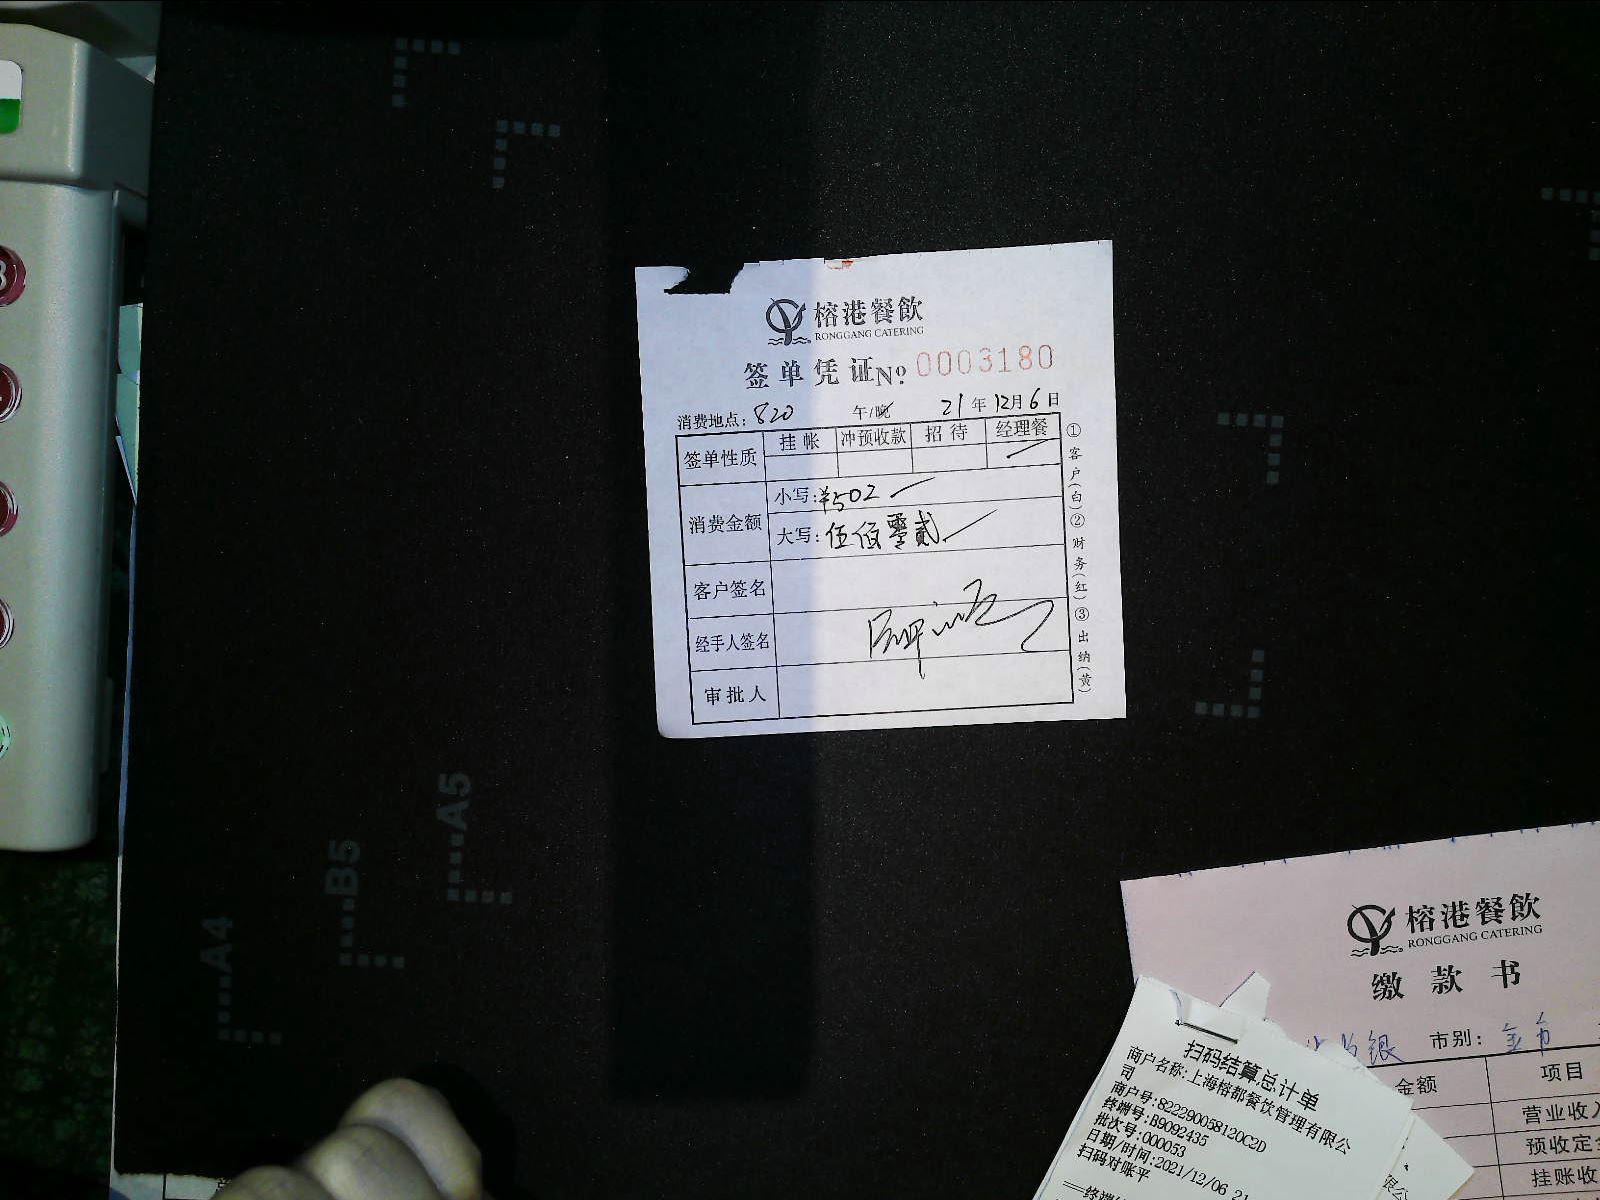 榕港餐飲
RONGGANG CATERING
签单凭证 Nº 0003180
消费地点: 820 午/晚 21年12月6日
签单性质 挂帐 冲预收款 招待 经理餐
消费金额 小写: ¥502
大写: 伍佰零贰
客户签名
经手人签名
审批人
①客户(白)②财务(红)③出纳(黄)
A5
B5
A4
榕港餐飲
RONGGANG CATERING
缴款书
银 市别: 全市
金额 项目
营业收入
预收定金
挂账收
扫码结算总计单
商户名称:上海榕都餐饮管理有限公
司
商户号:822290058120C2D
终端号:B9092435
批次号:000053
日期/时间:2021/12/06 21
扫码对账平